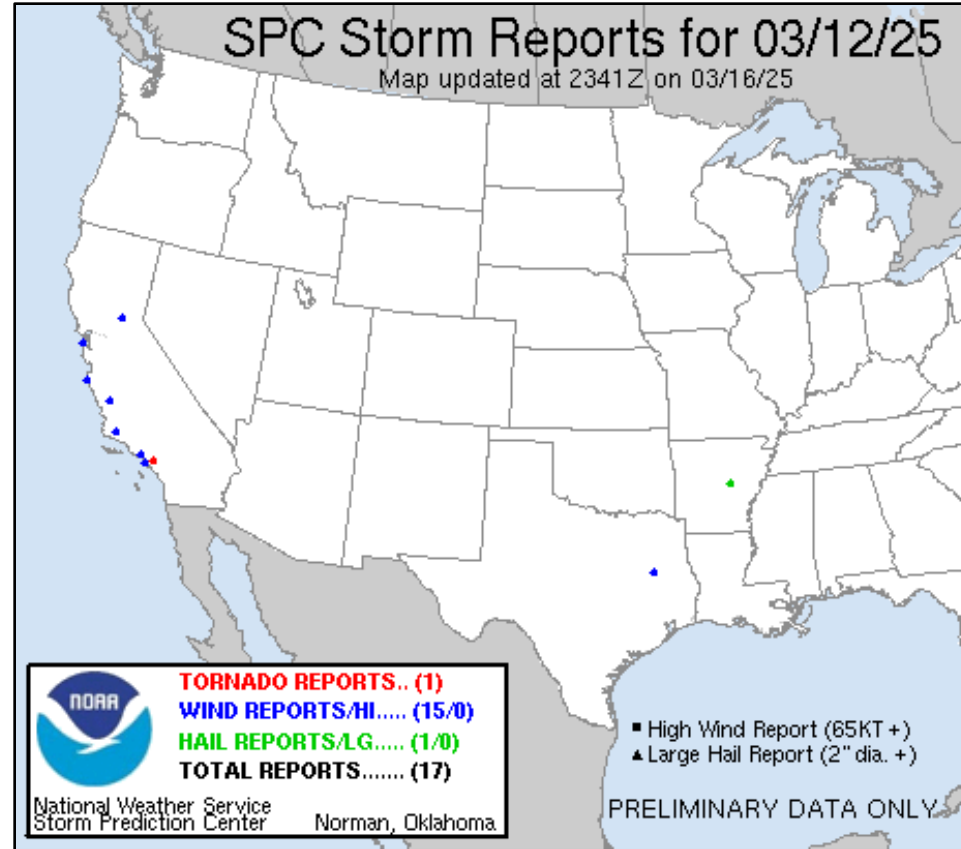 SPC Storm Reports for 03/12/25
Map updated at 2341Z on 03/16/25
NOAA
TORNADO REPORTS.. (1)
WIND REPORTS/HI..... (15/0)
HAIL REPORTS/LG..... (1/0)
TOTAL REPORTS....... (17)
National Weather Service
Storm Prediction Center Norman, Oklahoma
High Wind Report (65KT +)
Large Hail Report (2" dia. +)
PRELIMINARY DATA ONLY